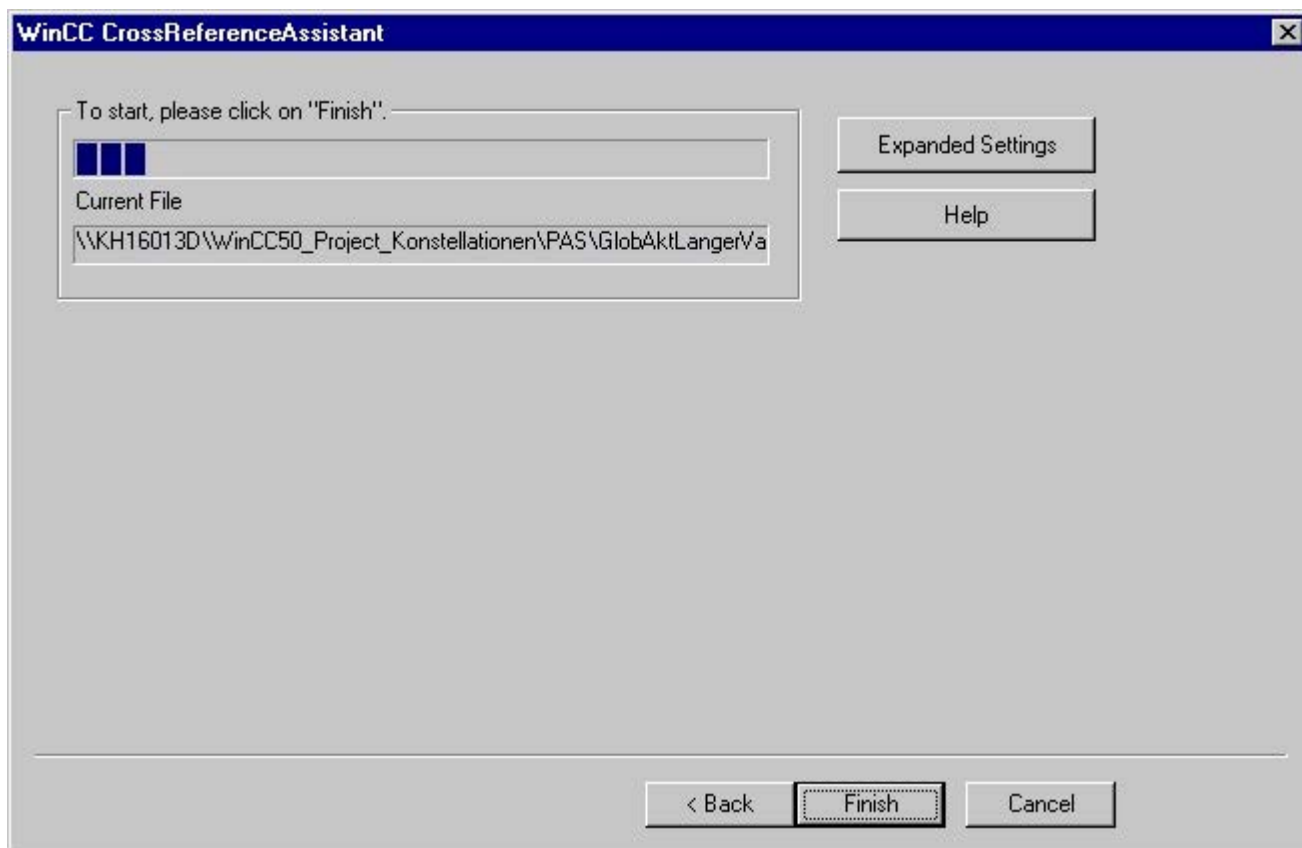 WinCC CrossReferenceAssistant
To start, please click on "Finish".
Expanded Settings
Current File
Help
\\KH16013D\WinCC50_Project_Konstellationen\PAS\GlobAktLangerVa
< Back
Finish
Cancel